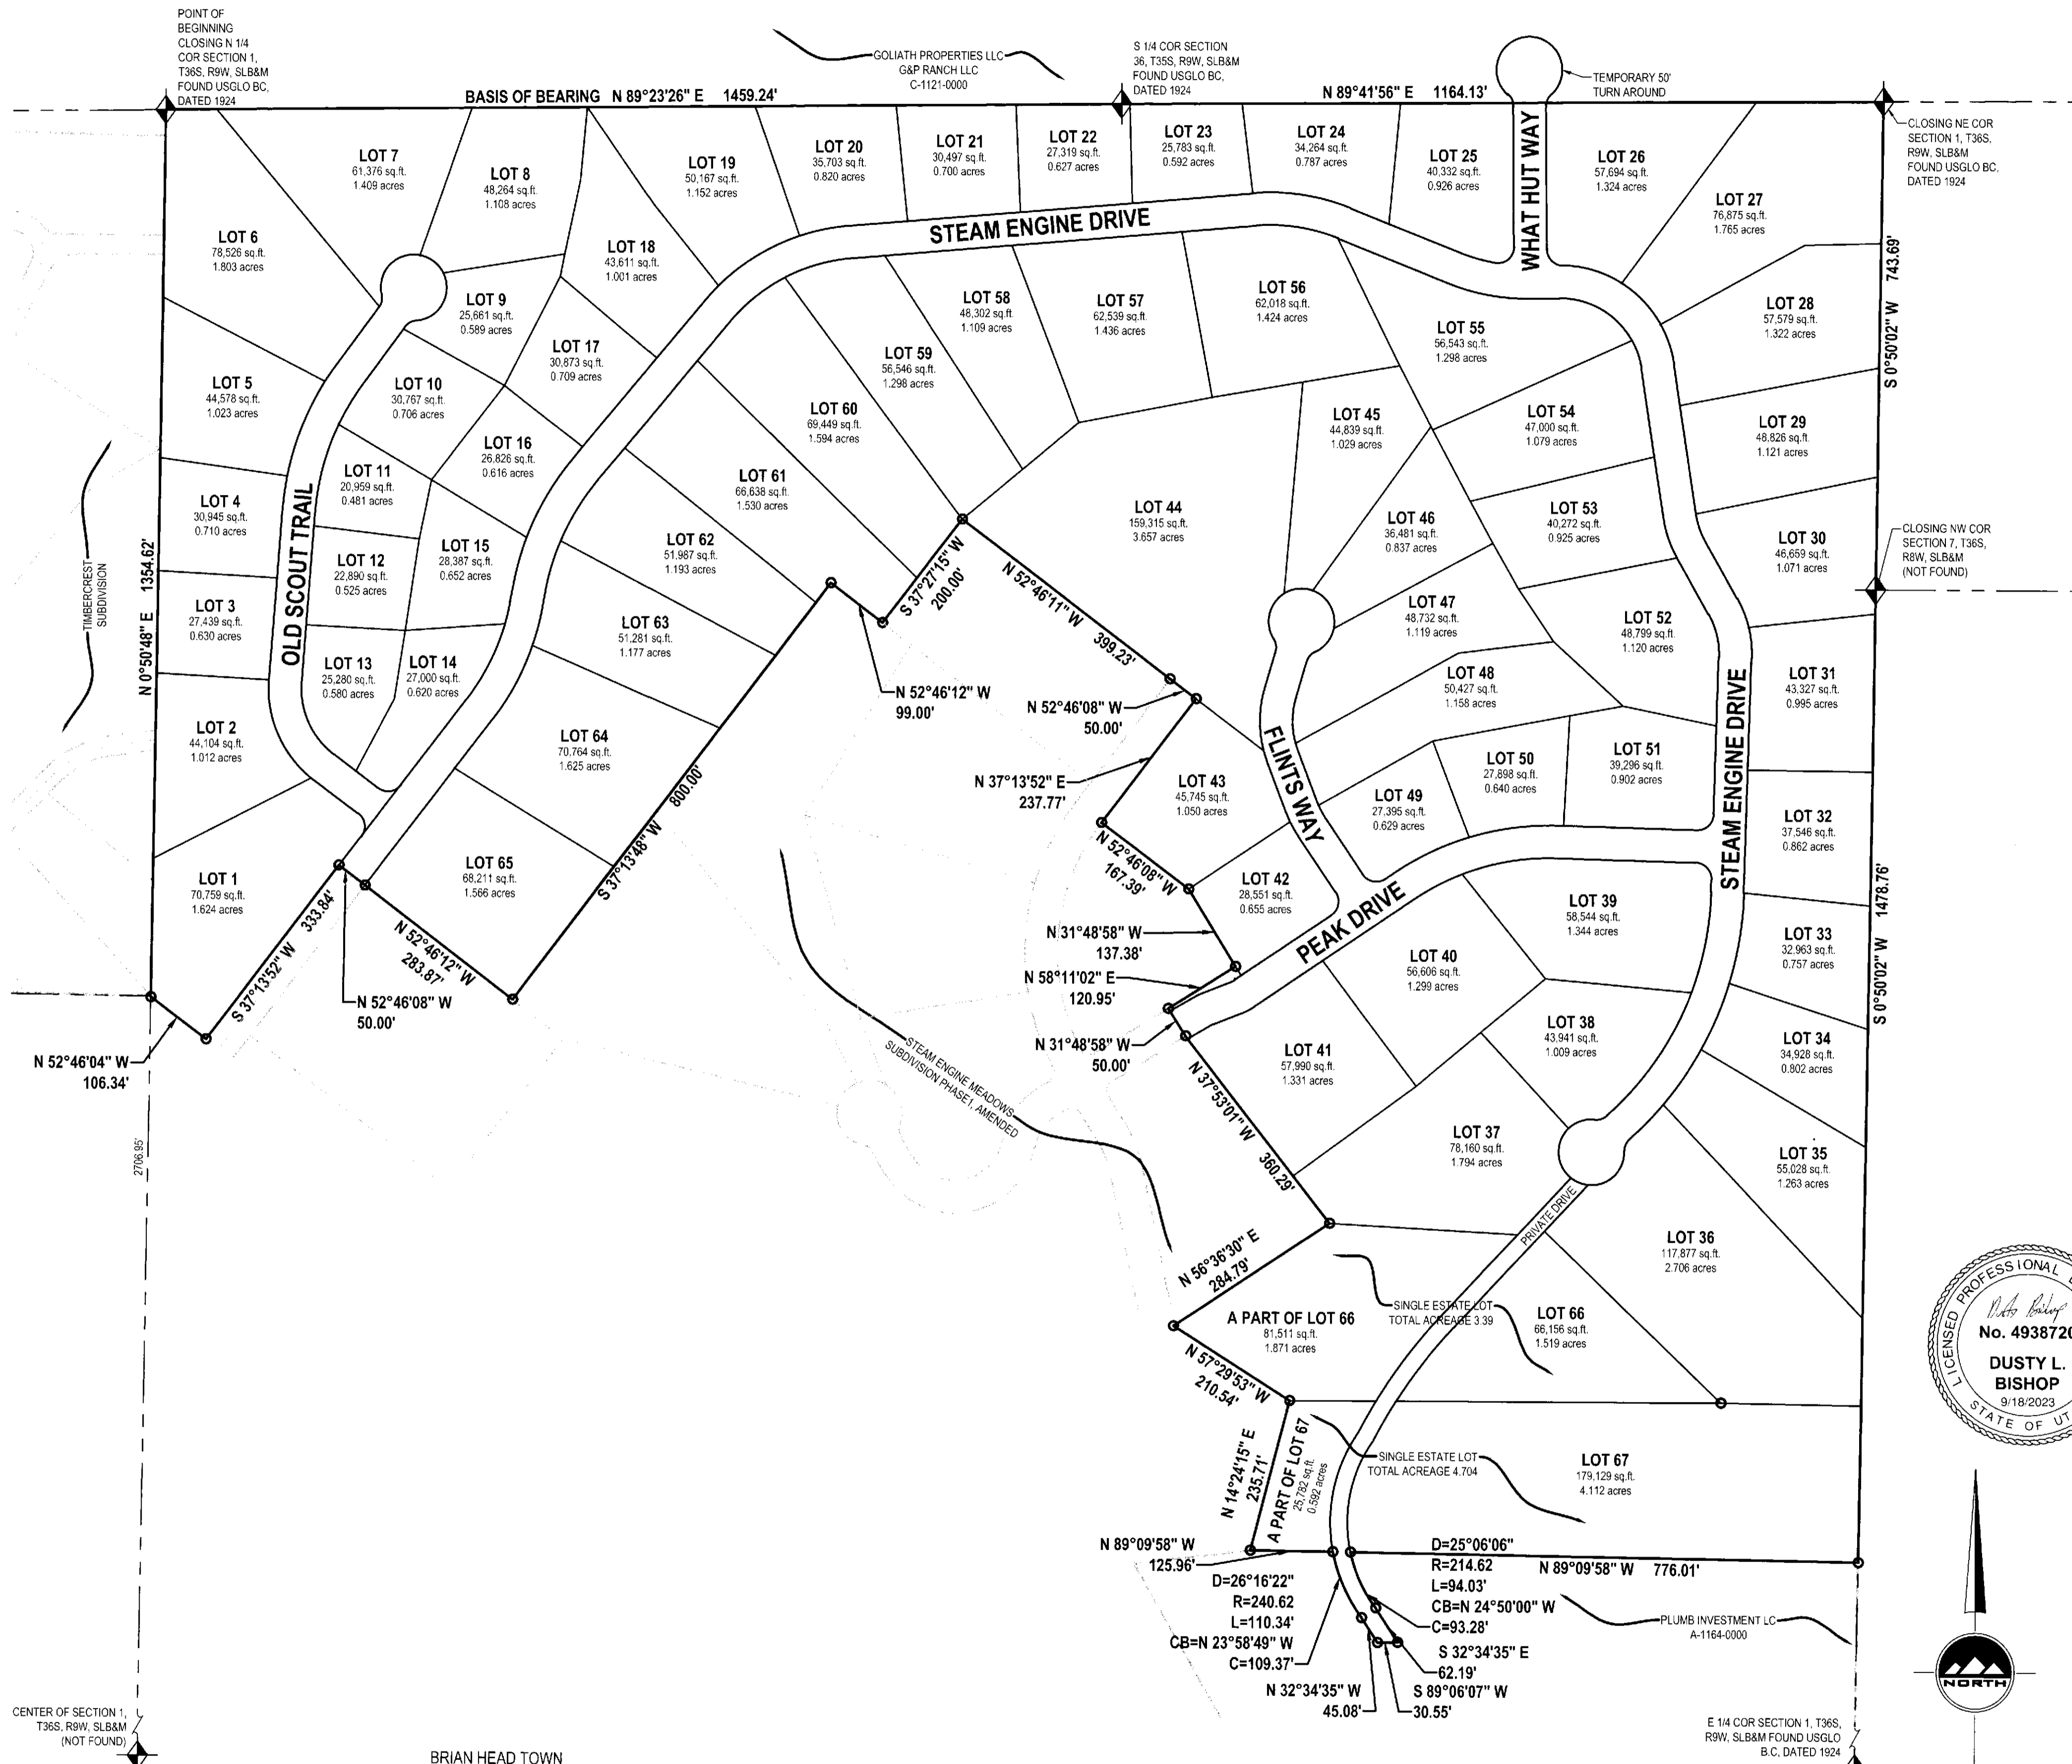 POINT OF
BEGINNING
CLOSING N 1/4
COR SECTION 1,
T36S, R9W, SLB&M
FOUND USGLO BC,
DATED 1924
GOLIATH PROPERTIES LLC
G&P RANCH LLC
C-1121-0000
S 1/4 COR SECTION
36, T35S, R9W, SLB&M
FOUND USGLO BC,
DATED 1924
TEMPORARY 50'
TURN AROUND
BASIS OF BEARING N 89°23'26" E 1459.24'
N 89°41'56" E 1164.13'
CLOSING NE COR
SECTION 1, T36S,
R9W, SLB&M
FOUND USGLO BC,
DATED 1924
LOT 7
61,376 sq.ft.
1.409 acres
LOT 8
48,264 sq.ft.
1.108 acres
LOT 19
50,167 sq.ft.
1.152 acres
LOT 20
35,703 sq.ft.
0.820 acres
LOT 21
30,497 sq.ft.
0.700 acres
LOT 22
27,319 sq.ft.
0.627 acres
LOT 23
25,783 sq.ft.
0.592 acres
LOT 24
34,264 sq.ft.
0.787 acres
LOT 25
40,332 sq.ft.
0.926 acres
WHAT HUT WAY
LOT 26
57,694 sq.ft.
1.324 acres
LOT 27
76,875 sq.ft.
1.765 acres
LOT 6
78,526 sq.ft.
1.803 acres
LOT 18
43,611 sq.ft.
1.001 acres
STEAM ENGINE DRIVE
S 0°50'02" W 743.69'
LOT 9
25,661 sq.ft.
0.589 acres
LOT 58
48,302 sq.ft.
1.109 acres
LOT 57
62,539 sq.ft.
1.436 acres
LOT 56
62,018 sq.ft.
1.424 acres
LOT 55
56,543 sq.ft.
1.298 acres
LOT 28
57,579 sq.ft.
1.322 acres
LOT 17
30,873 sq.ft.
0.709 acres
LOT 59
56,546 sq.ft.
1.298 acres
LOT 5
44,578 sq.ft.
1.023 acres
LOT 10
30,767 sq.ft.
0.706 acres
LOT 60
69,449 sq.ft.
1.594 acres
LOT 45
44,839 sq.ft.
1.029 acres
LOT 54
47,000 sq.ft.
1.079 acres
LOT 29
48,826 sq.ft.
1.121 acres
LOT 16
26,826 sq.ft.
0.616 acres
LOT 11
20,959 sq.ft.
0.481 acres
LOT 61
66,638 sq.ft.
1.530 acres
LOT 4
30,945 sq.ft.
0.710 acres
LOT 44
159,315 sq.ft.
3.657 acres
LOT 46
36,481 sq.ft.
0.837 acres
LOT 53
40,272 sq.ft.
0.925 acres
LOT 30
46,659 sq.ft.
1.071 acres
CLOSING NW COR
SECTION 7, T36S,
R8W, SLB&M
(NOT FOUND)
TIMBERCREST
SUBDIVISION
N 0°50'48" E 1354.62'
OLD SCOUT TRAIL
LOT 12
22,890 sq.ft.
0.525 acres
LOT 15
28,387 sq.ft.
0.652 acres
LOT 62
51,987 sq.ft.
1.193 acres
S 37°27'15" W
200.00'
N 52°46'11" W 399.23'
LOT 3
27,439 sq.ft.
0.630 acres
LOT 63
51,281 sq.ft.
1.177 acres
LOT 47
48,732 sq.ft.
1.119 acres
LOT 52
48,799 sq.ft.
1.120 acres
LOT 13
25,280 sq.ft.
0.580 acres
LOT 14
27,000 sq.ft.
0.620 acres
N 52°46'12" W
99.00'
N 52°46'08" W
50.00'
LOT 48
50,427 sq.ft.
1.158 acres
LOT 31
43,327 sq.ft.
0.995 acres
LOT 2
44,104 sq.ft.
1.012 acres
LOT 64
70,764 sq.ft.
1.625 acres
STEAM ENGINE DRIVE
FLINTS WAY
LOT 51
39,296 sq.ft.
0.902 acres
LOT 50
27,898 sq.ft.
0.640 acres
N 37°13'52" E
237.77'
LOT 43
45,745 sq.ft.
1.050 acres
LOT 49
27,395 sq.ft.
0.629 acres
LOT 32
37,546 sq.ft.
0.862 acres
S 37°13'48" W 800.00'
N 52°46'08" W
167.39'
LOT 65
68,211 sq.ft.
1.566 acres
LOT 1
70,759 sq.ft.
1.624 acres
LOT 42
28,551 sq.ft.
0.655 acres
PEAK DRIVE
LOT 39
58,544 sq.ft.
1.344 acres
LOT 33
32,963 sq.ft.
0.757 acres
S 0°50'02" W 1478.76'
S 37°13'52" W 333.84'
N 52°46'12" W
283.87'
N 31°48'58" W
137.38'
LOT 40
56,606 sq.ft.
1.299 acres
N 58°11'02" E
120.95'
N 52°46'08" W
50.00'
N 31°48'58" W
50.00'
LOT 38
43,941 sq.ft.
1.009 acres
LOT 41
57,990 sq.ft.
1.331 acres
LOT 34
34,928 sq.ft.
0.802 acres
N 52°46'04" W
106.34'
STEAM ENGINE MEADOWS
SUBDIVISION PHASE1, AMENDED
N 37°53'01" W 360.29'
2706.95'
LOT 37
78,160 sq.ft.
1.794 acres
LOT 35
55,028 sq.ft.
1.263 acres
PRIVATE DRIVE
LOT 36
117,877 sq.ft.
2.706 acres
N 56°36'30" E
284.79'
SINGLE ESTATE LOT
TOTAL ACREAGE 3.39
A PART OF LOT 66
81,511 sq.ft.
1.871 acres
LOT 66
66,156 sq.ft.
1.519 acres
LICENSED PROFESSIONAL
No. 4938720
DUSTY L.
BISHOP
9/18/2023
STATE OF UT
N 57°29'53" W
210.54'
N 14°24'15" E
235.71'
A PART OF LOT 67
25,782 sq.ft.
0.592 acres
SINGLE ESTATE LOT
TOTAL ACREAGE 4.704
LOT 67
179,129 sq.ft.
4.112 acres
N 89°09'58" W
125.96'
D=26°16'22"
R=240.62
L=110.34'
CB=N 23°58'49" W
C=109.37'
D=25°06'06"
R=214.62
L=94.03'
CB=N 24°50'00" W
C=93.28'
N 89°09'58" W 776.01'
PLUMB INVESTMENT LC
A-1164-0000
S 32°34'35" E
62.19'
N 32°34'35" W
45.08'
S 89°06'07" W
30.55'
NORTH
CENTER OF SECTION 1,
T36S, R9W, SLB&M
(NOT FOUND)
E 1/4 COR SECTION 1, T36S,
R9W, SLB&M FOUND USGLO
B.C, DATED 1924
BRIAN HEAD TOWN